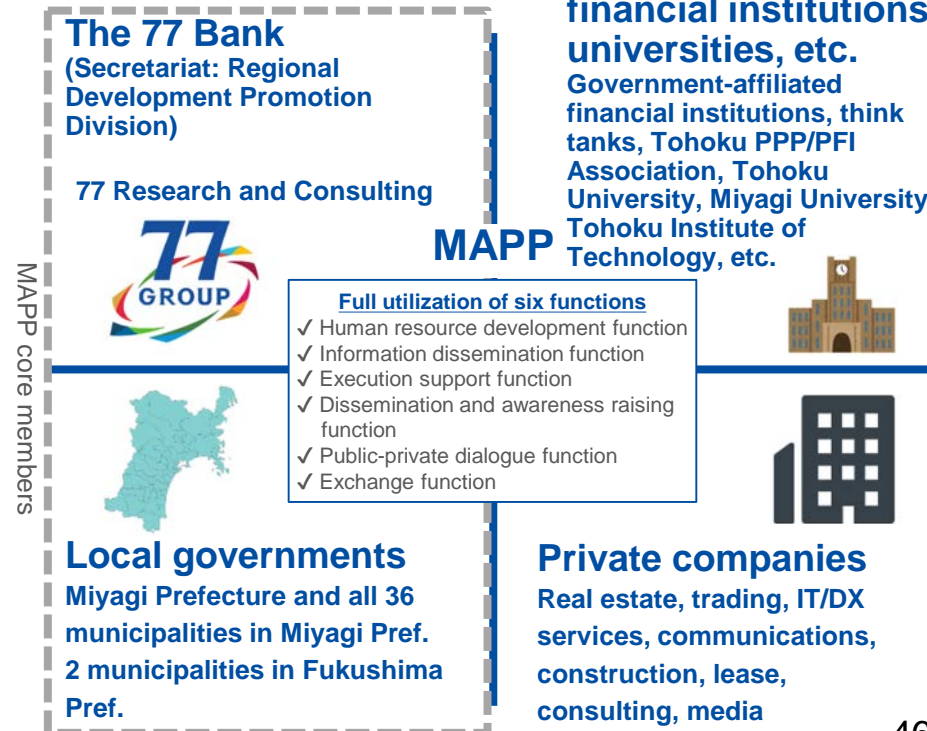 The 77 Bank
(Secretariat: Regional
Development Promotion
Division)
77 Research and Consulting
77
GROUP
financial institutions
universities, etc.
Government-affiliated
financial institutions, think
tanks, Tohoku PPP/PFI
Association, Tohoku
University, Miyagi University
Tohoku Institute of
Technology, etc.
MAPP
Full utilization of six functions
✓ Human resource development function
✓ Information dissemination function
✓ Execution support function
✓ Dissemination and awareness raising
function
✓ Public-private dialogue function
✓ Exchange function
MAPP core members
Local governments
Miyagi Prefecture and all 36
municipalities in Miyagi Pref.
2 municipalities in Fukushima
Pref.
Private companies
Real estate, trading, IT/DX
services, communications,
construction, lease,
consulting, media